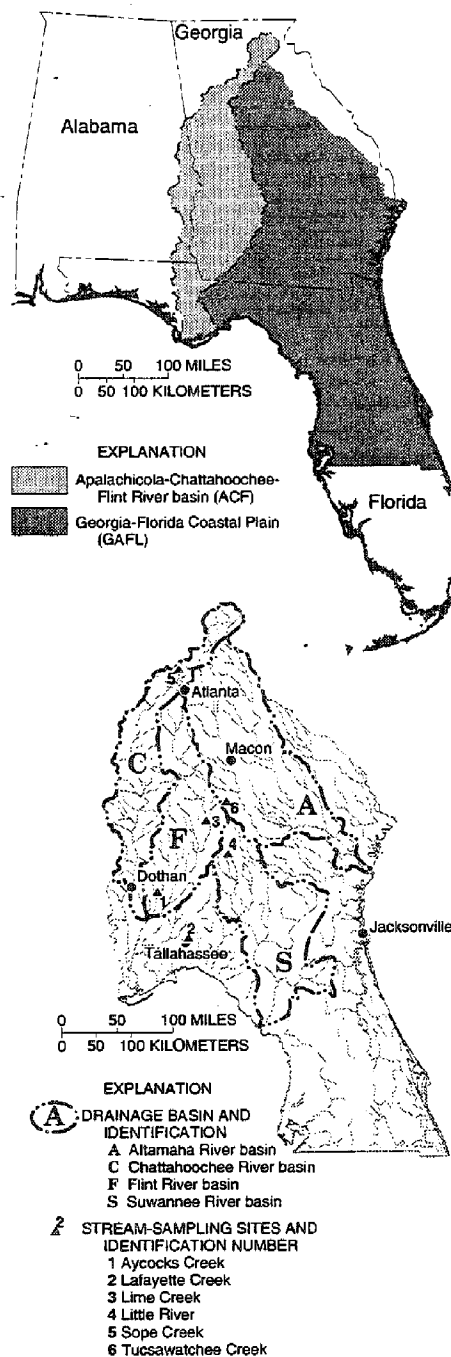 Georgia
Alabama
0 50 100 MILES
0 50 100 KILOMETERS
EXPLANATION
Apalachicola-Chattahoochee-
Flint River basin (ACF)
Georgia-Florida Coastal Plain
(GAFL)
Florida
5
Atlanta
Macon
C
6
A
3
F
4
Dothan
1
2
Tallahassee
Jacksonville
S
0 50 100 MILES
0 50 100 KILOMETERS
EXPLANATION
A DRAINAGE BASIN AND
IDENTIFICATION
A Altamaha River basin
C Chattahoochee River basin
F Flint River basin
S Suwannee River basin
2 STREAM-SAMPLING SITES AND
IDENTIFICATION NUMBER
1 Aycocks Creek
2 Lafayette Creek
3 Lime Creek
4 Little River
5 Sope Creek
6 Tucsawatchee Creek